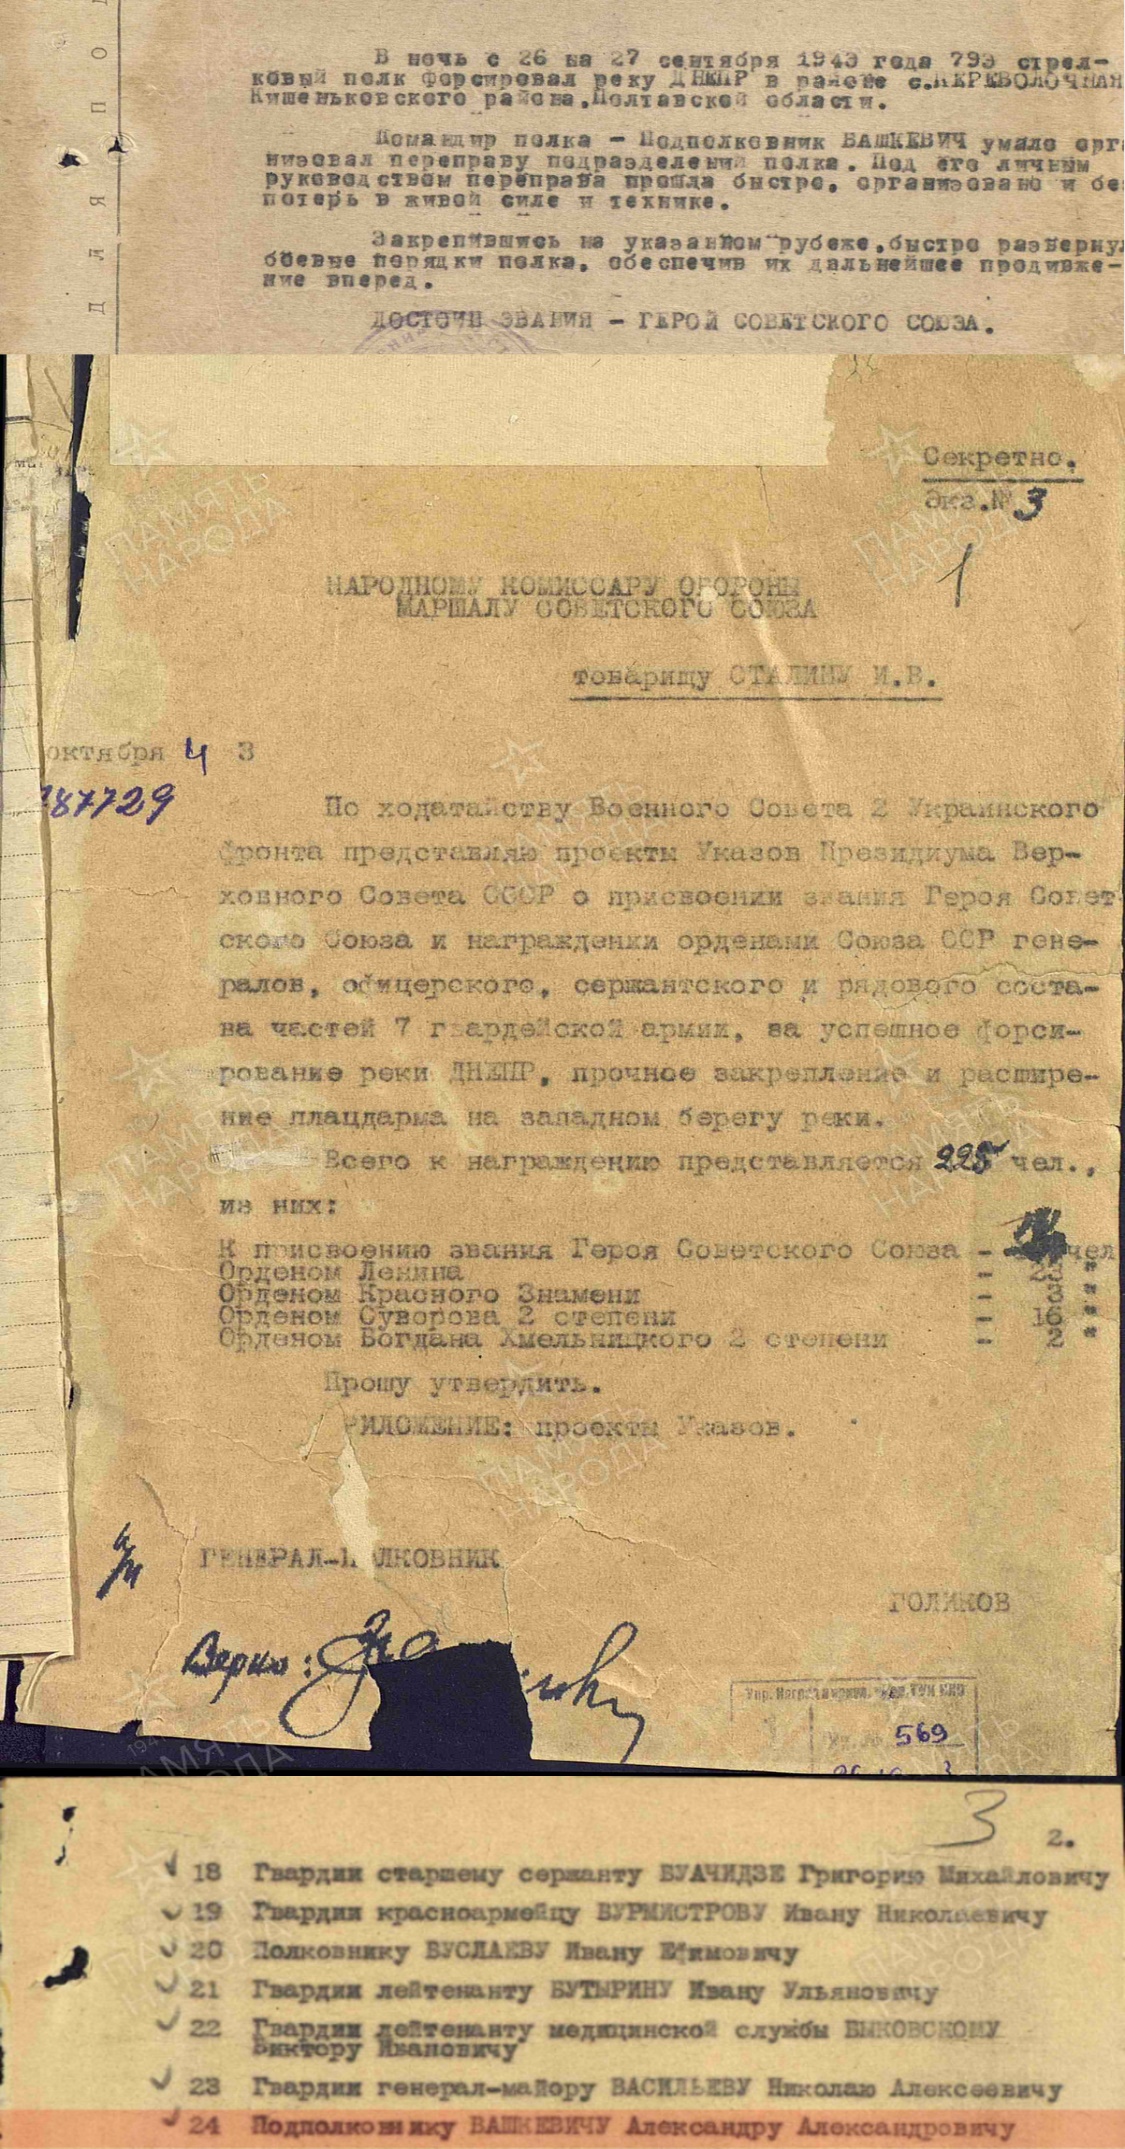 ДЛЯ ПО
В ночь с 26 на 27 сентября 1943 года 793 стрел-
ковый полк форсировал реку ДНЕПР в районе с.ПЕРЕВОЛОЧНАЯ
Кишеньковского района,Полтавской области.
Командир полка - Подполковник ВАШКЕВИЧ умело орга
низовал переправу подразделений полка. Под его личным
руководством переправа прошла быстро, организовано и без
потерь в живой силе и технике.
Закрепившись на указанном рубеже,быстро развернул
боевые порядки полка, обеспечив их дальнейшее продвиже-
ние вперед.
ДОСТОИН ЗВАНИЯ - ГЕРОЙ СОВЕТСКОГО СОЮЗА.
Секретно.
Экз.№ 3
1
НАРОДНОМУ КОМИССАРУ ОБОРОНЫ
МАРШАЛУ СОВЕТСКОГО СОЮЗА
товарищу СТАЛИНУ И.В.
октября 4 3
187729
По ходатайству Военного Совета 2 Украинского
фронта представляю проекты Указов Президиума Вер-
ховного Совета СССР о присвоении звания Героя Совет
ского Союза и награждении орденами Союза ССР гене-
ралов, офицерского, сержантского и рядового соста-
ва частей 7 гвардейской армии, за успешное форси-
рование реки ДНЕПР, прочное закрепление и расшире-
ние плацдарма на западном берегу реки.
Всего к награждению представляется 225 чел.,
из них:
К присвоению звания Героя Советского Союза - чел
Орденом Ленина - "
Орденом Красного Знамени - 3 "
Орденом Суворова 2 степени - 16 "
Орденом Богдана Хмельницкого 2 степени - 2 "
Прошу утвердить.
РИЛОЖЕНИЕ: проекты Указов.
ГЕНЕРАЛ-П ЛКОВНИК
ГОЛИКОВ
Верно:
569
3 2.
18 Гвардии старшему сержанту БУАЧИДЗЕ Григорию Михайловичу
19 Гвардии красноармейцу БУРМИСТРОВУ Ивану Николаевичу
20 Полковнику БУСЛАЕВУ Ивану Ефимовичу
21 Гвардии лейтенанту БУТЫРИНУ Ивану Ульяновичу
22 Гвардии лейтенанту медицинской службы БЫКОВСКОМУ
Виктору Ивановичу
23 Гвардии генерал-майору ВАСИЛЬЕВУ Николаю Алексеевичу
24 Подполковнику ВАШКЕВИЧУ Александру Александровичу
ПАМЯТЬ
НАРОДА